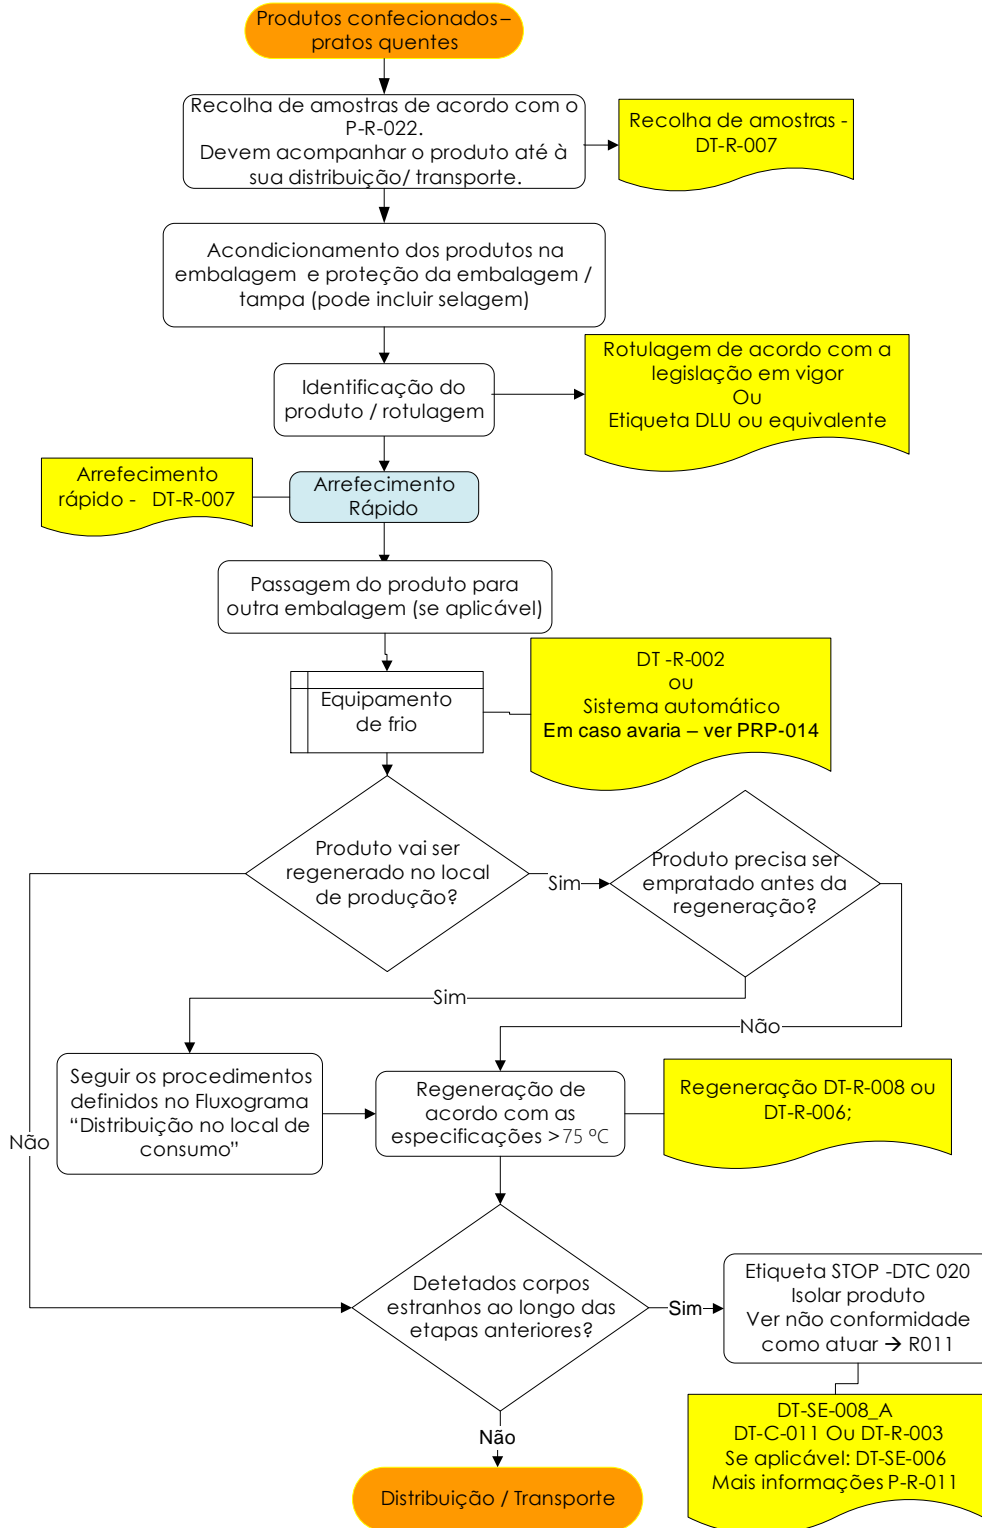 Produtos confecionados–
pratos quentes
Recolha de amostras de acordo com o
P-R-022.
Devem acompanhar o produto até à
sua distribuição/ transporte.
Recolha de amostras -
DT-R-007
Acondicionamento dos produtos na
embalagem e proteção da embalagem /
tampa (pode incluir selagem)
Identificação do
produto / rotulagem
Rotulagem de acordo com a
legislação em vigor
Ou
Etiqueta DLU ou equivalente
Arrefecimento
rápido - DT-R-007
Arrefecimento
Rápido
Passagem do produto para
outra embalagem (se aplicável)
Equipamento
de frio
DT -R-002
ou
Sistema automático
Em caso avaria – ver PRP-014
Produto vai ser
regenerado no local
de produção?
Sim
Produto precisa ser
empratado antes da
regeneração?
Sim
Não
Seguir os procedimentos
definidos no Fluxograma
“Distribuição no local de
consumo”
Regeneração de
acordo com as
especificações >75 ºC
Regeneração DT-R-008 ou
DT-R-006;
Não
Detetados corpos
estranhos ao longo das
etapas anteriores?
Sim
Etiqueta STOP -DTC 020
Isolar produto
Ver não conformidade
como atuar → R011
DT-SE-008_A
DT-C-011 Ou DT-R-003
Se aplicável: DT-SE-006
Mais informações P-R-011
Não
Distribuição / Transporte